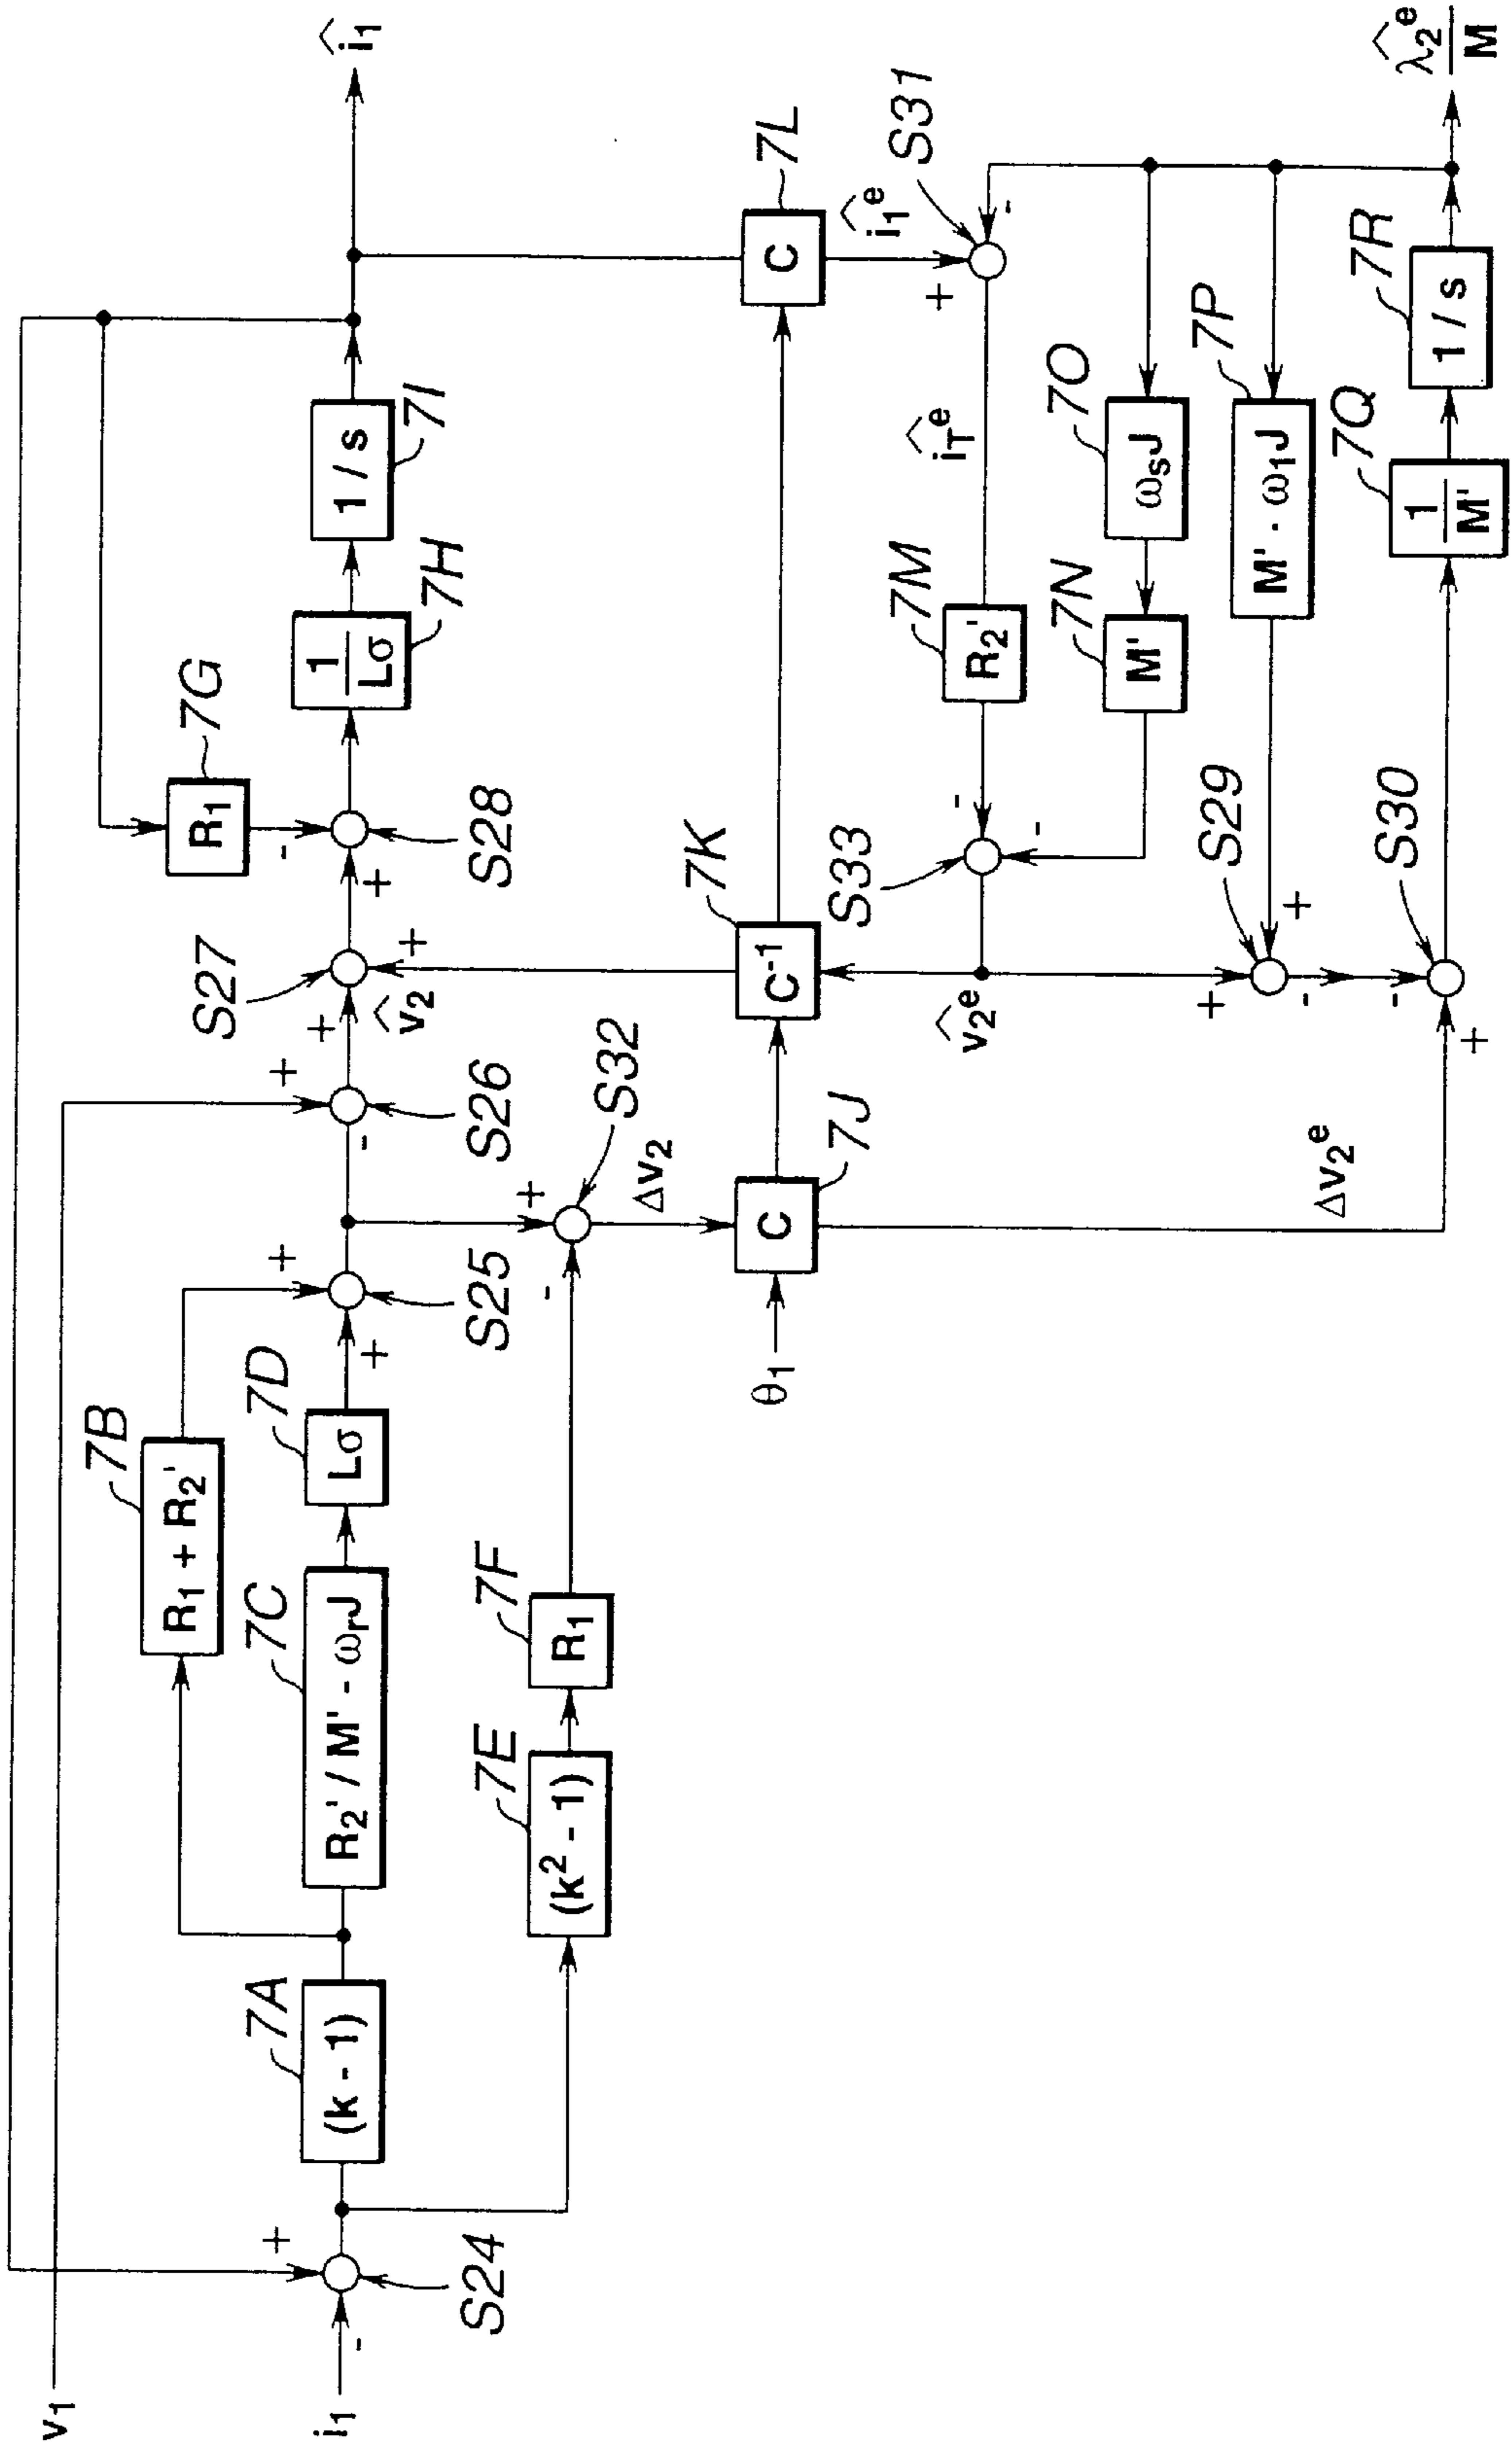 v₁
i₁
-
+
S24
7A
(k - 1)
7B
R₁ + R₂'
7C
R₂' / M' - ωᵣJ
7D
Lσ
+
+
S25
7E
(k² - 1)
7F
R₁
-
+
S32
Δv₂
-
+
S26
+
+
S27
v̂₂
+
-
S28
7G
R₁
7H
1
Lσ
7I
1 / s
î₁
θ₁
7J
C
7K
C⁻¹
7L
C
î₁ᵉ
+
-
S31
î_Tᵉ
7M
R₂'
-
-
S33
7O
ωₛJ
7N
M'
v̂₂ᵉ
7P
M' · ω₁J
+
+
S29
-
-
+
S30
Δv₂ᵉ
7Q
1
M'
7R
1 / s
λ̂₂ᵉ
M